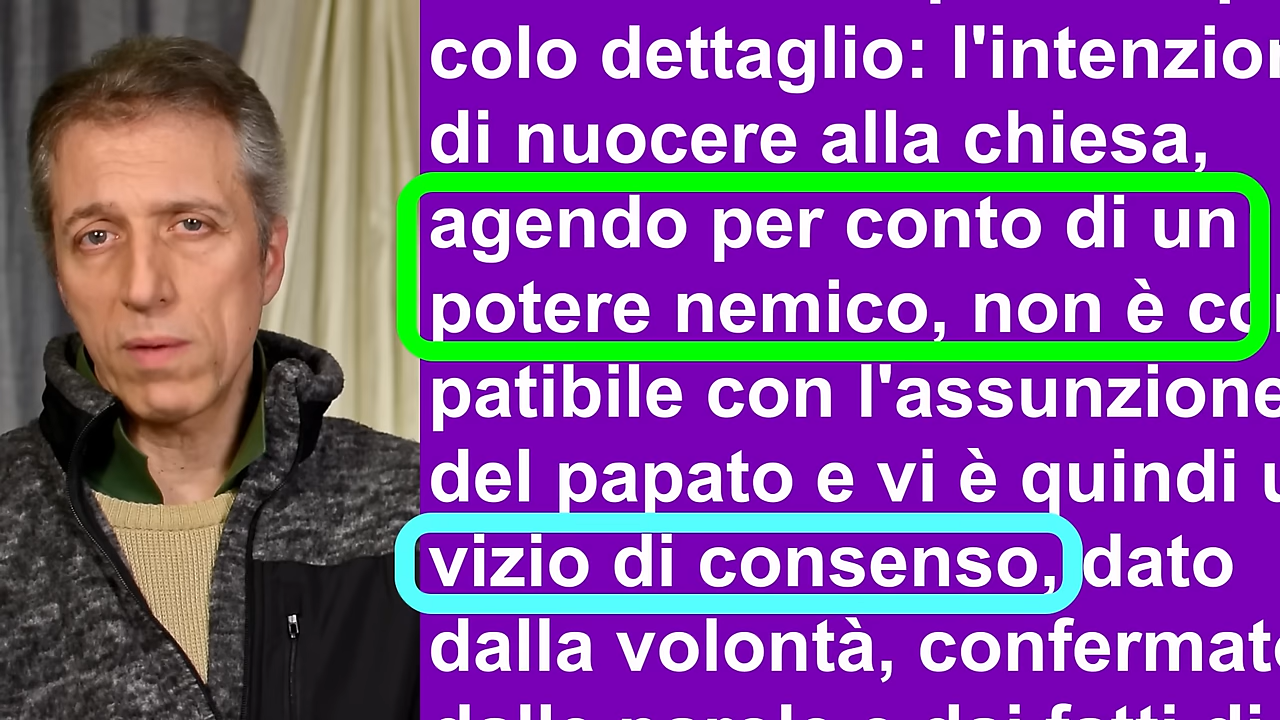 colo dettaglio: l'intenzion
di nuocere alla chiesa,
agendo per conto di un
potere nemico, non è co
patibile con l'assunzione
del papato e vi è quindi u
vizio di consenso, dato
dalla volontà, confermat